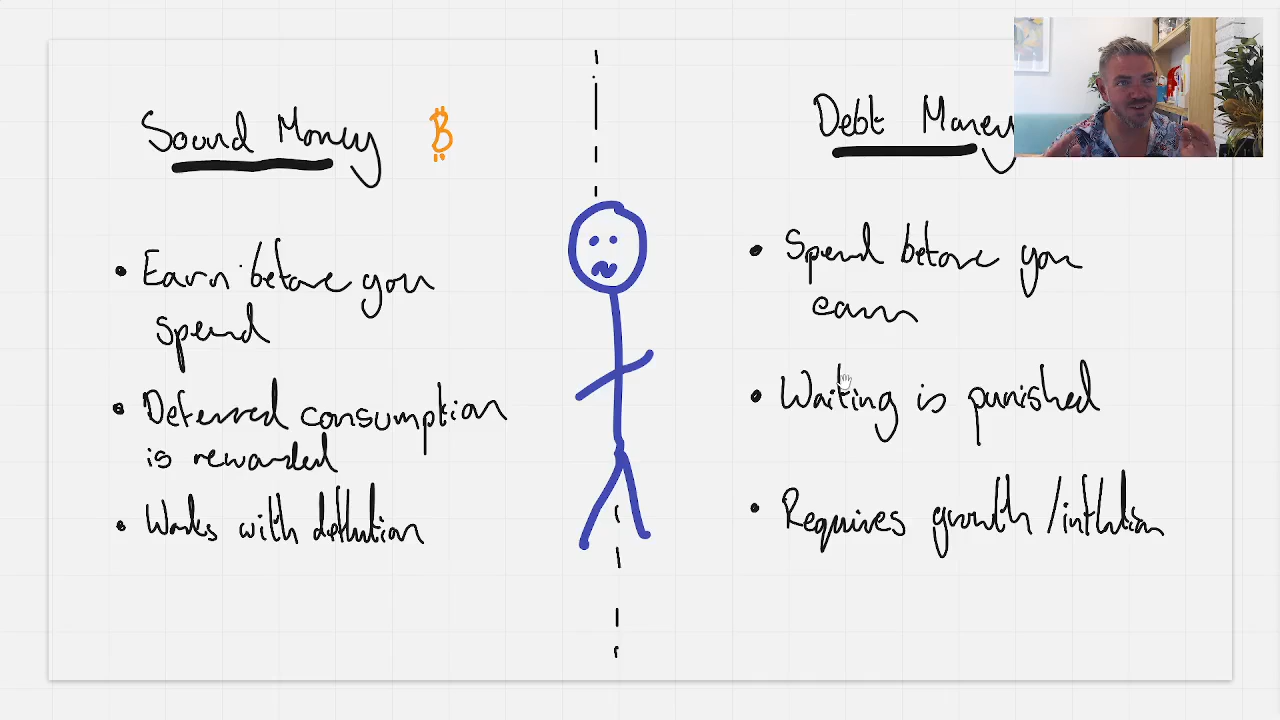 Sound Money ₿
• Earn before you
spend
• Deferred consumption
is rewarded
• Works with deflation
Debt Money
• Spend before you
earn
• Waiting is punished
• Requires growth/inflation